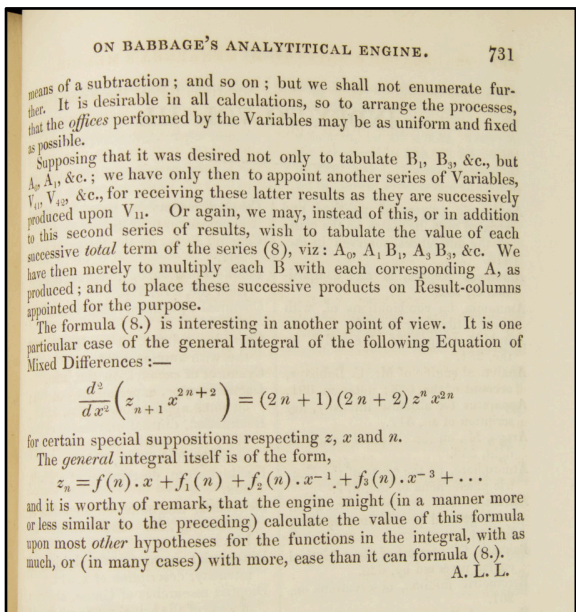 ON BABBAGE'S ANALYTITICAL ENGINE. 731
means of a subtraction; and so on; but we shall not enumerate fur-
ther. It is desirable in all calculations, so to arrange the processes,
that the offices performed by the Variables may be as uniform and fixed
as possible.
Supposing that it was desired not only to tabulate B₁, B₃, &c., but
A₀, A₁, &c.; we have only then to appoint another series of Variables,
V₄₁, V₄₂, &c., for receiving these latter results as they are successively
produced upon V₁₁. Or again, we may, instead of this, or in addition
to this second series of results, wish to tabulate the value of each
successive total term of the series (8), viz: A₀, A₁ B₁, A₃ B₃, &c. We
have then merely to multiply each B with each corresponding A, as
produced; and to place these successive products on Result-columns
appointed for the purpose.
The formula (8.) is interesting in another point of view. It is one
particular case of the general Integral of the following Equation of
Mixed Differences:—
d²/dx² (z_{n+1} x^{2n+2}) = (2n+1)(2n+2) zⁿ x²ⁿ
for certain special suppositions respecting z, x and n.
The general integral itself is of the form,
zₙ = f(n).x + f₁(n) + f₂(n).x⁻¹ + f₃(n).x⁻³ + ...
and it is worthy of remark, that the engine might (in a manner more
or less similar to the preceding) calculate the value of this formula
upon most other hypotheses for the functions in the integral, with as
much, or (in many cases) with more, ease than it can formula (8.).
A. L. L.